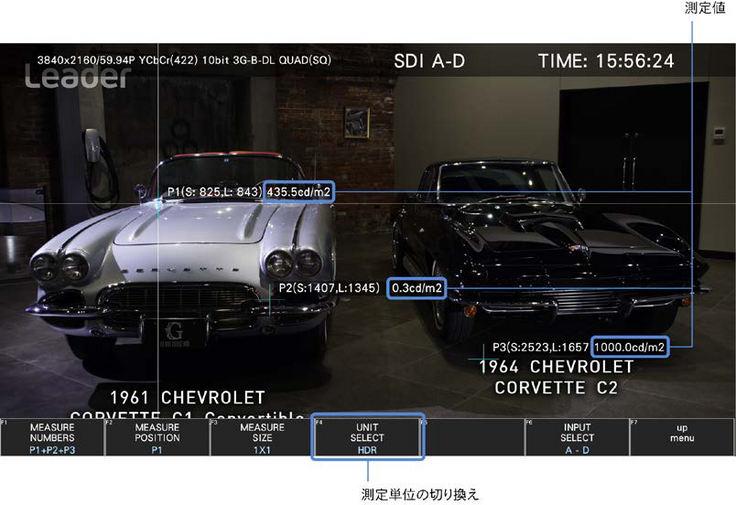 測定値
3840x2160/59.94P YCbCr(422) 10bit 3G-B-DL QUAD(SQ)
SDI A-D
TIME: 15:56:24
Leader
P1(S: 825,L: 843) 435.5cd/m2
P2(S:1407,L:1345) 0.3cd/m2
P3(S:2523,L:1657 1000.0cd/m2
1964 CHEVROLET
CORVETTE C2
1961 CHEVROLET
CORVETTE C1 Convertible
F1 MEASURE NUMBERS P1+P2+P3
F2 MEASURE POSITION P1
F3 MEASURE SIZE 1X1
F4 UNIT SELECT HDR
F5
F6 INPUT SELECT A - D
F7 up menu
測定単位の切り換え